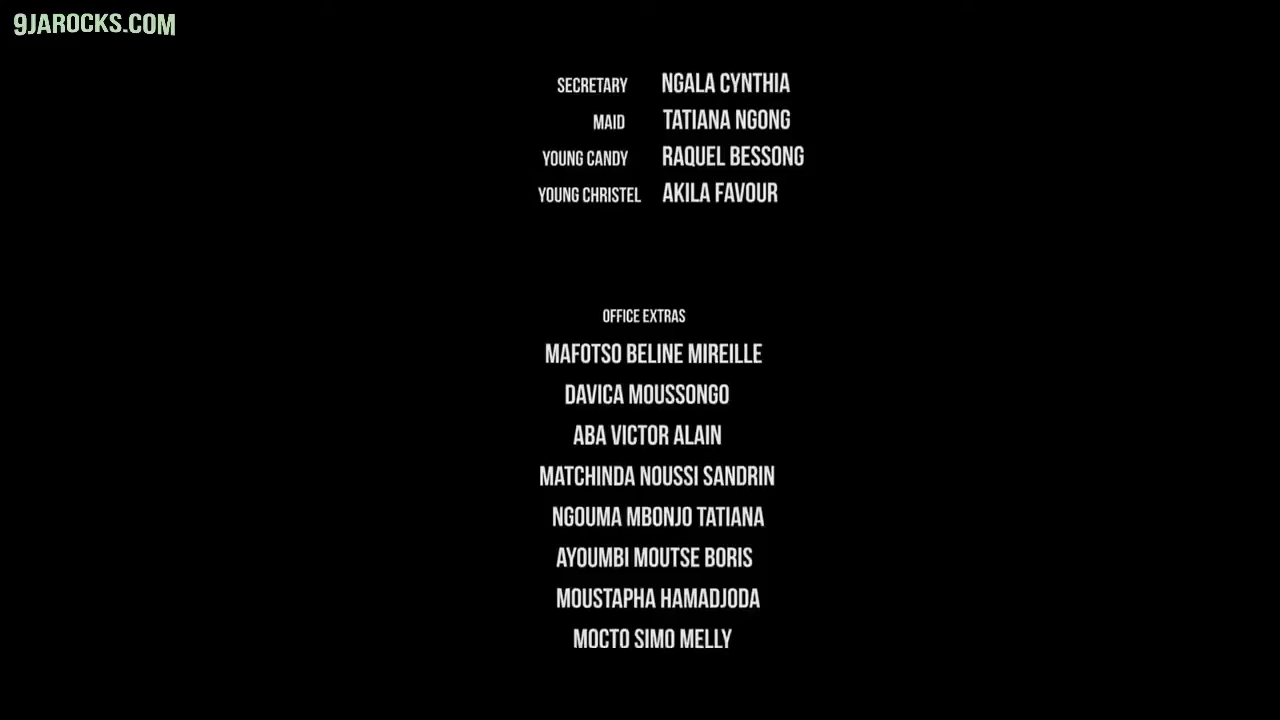 9JAROCKS.COM
SECRETARY NGALA CYNTHIA
MAID TATIANA NGONG
YOUNG CANDY RAQUEL BESSONG
YOUNG CHRISTEL AKILA FAVOUR
OFFICE EXTRAS
MAFOTSO BELINE MIREILLE
DAVICA MOUSSONGO
ABA VICTOR ALAIN
MATCHINDA NOUSSI SANDRIN
NGOUMA MBONJO TATIANA
AYOUMBI MOUTSE BORIS
MOUSTAPHA HAMADJODA
MOCTO SIMO MELLY